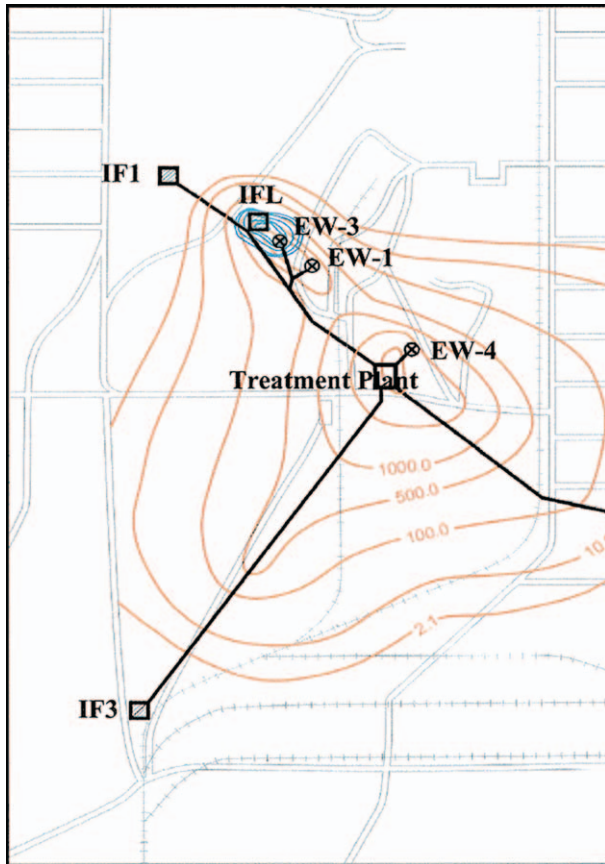 IF1
IFL
EW-3
EW-1
EW-4
Treatment Plant
1000.0
500.0
100.0
10.
2.1
IF3